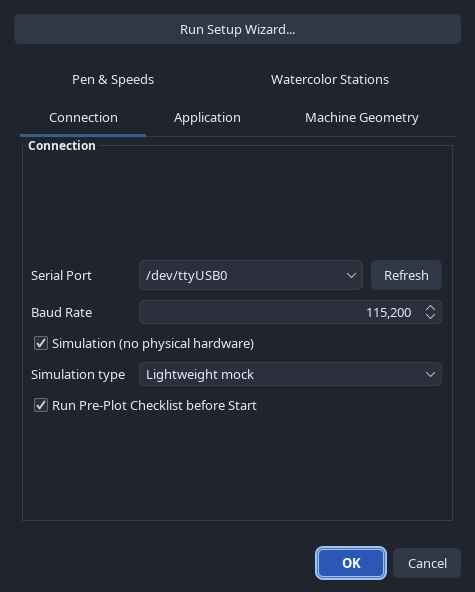 Run Setup Wizard...
Pen & Speeds
Watercolor Stations
Connection
Application
Machine Geometry
Connection
Serial Port
/dev/ttyUSB0
Refresh
Baud Rate
115,200
Simulation (no physical hardware)
Simulation type
Lightweight mock
Run Pre-Plot Checklist before Start
OK
Cancel